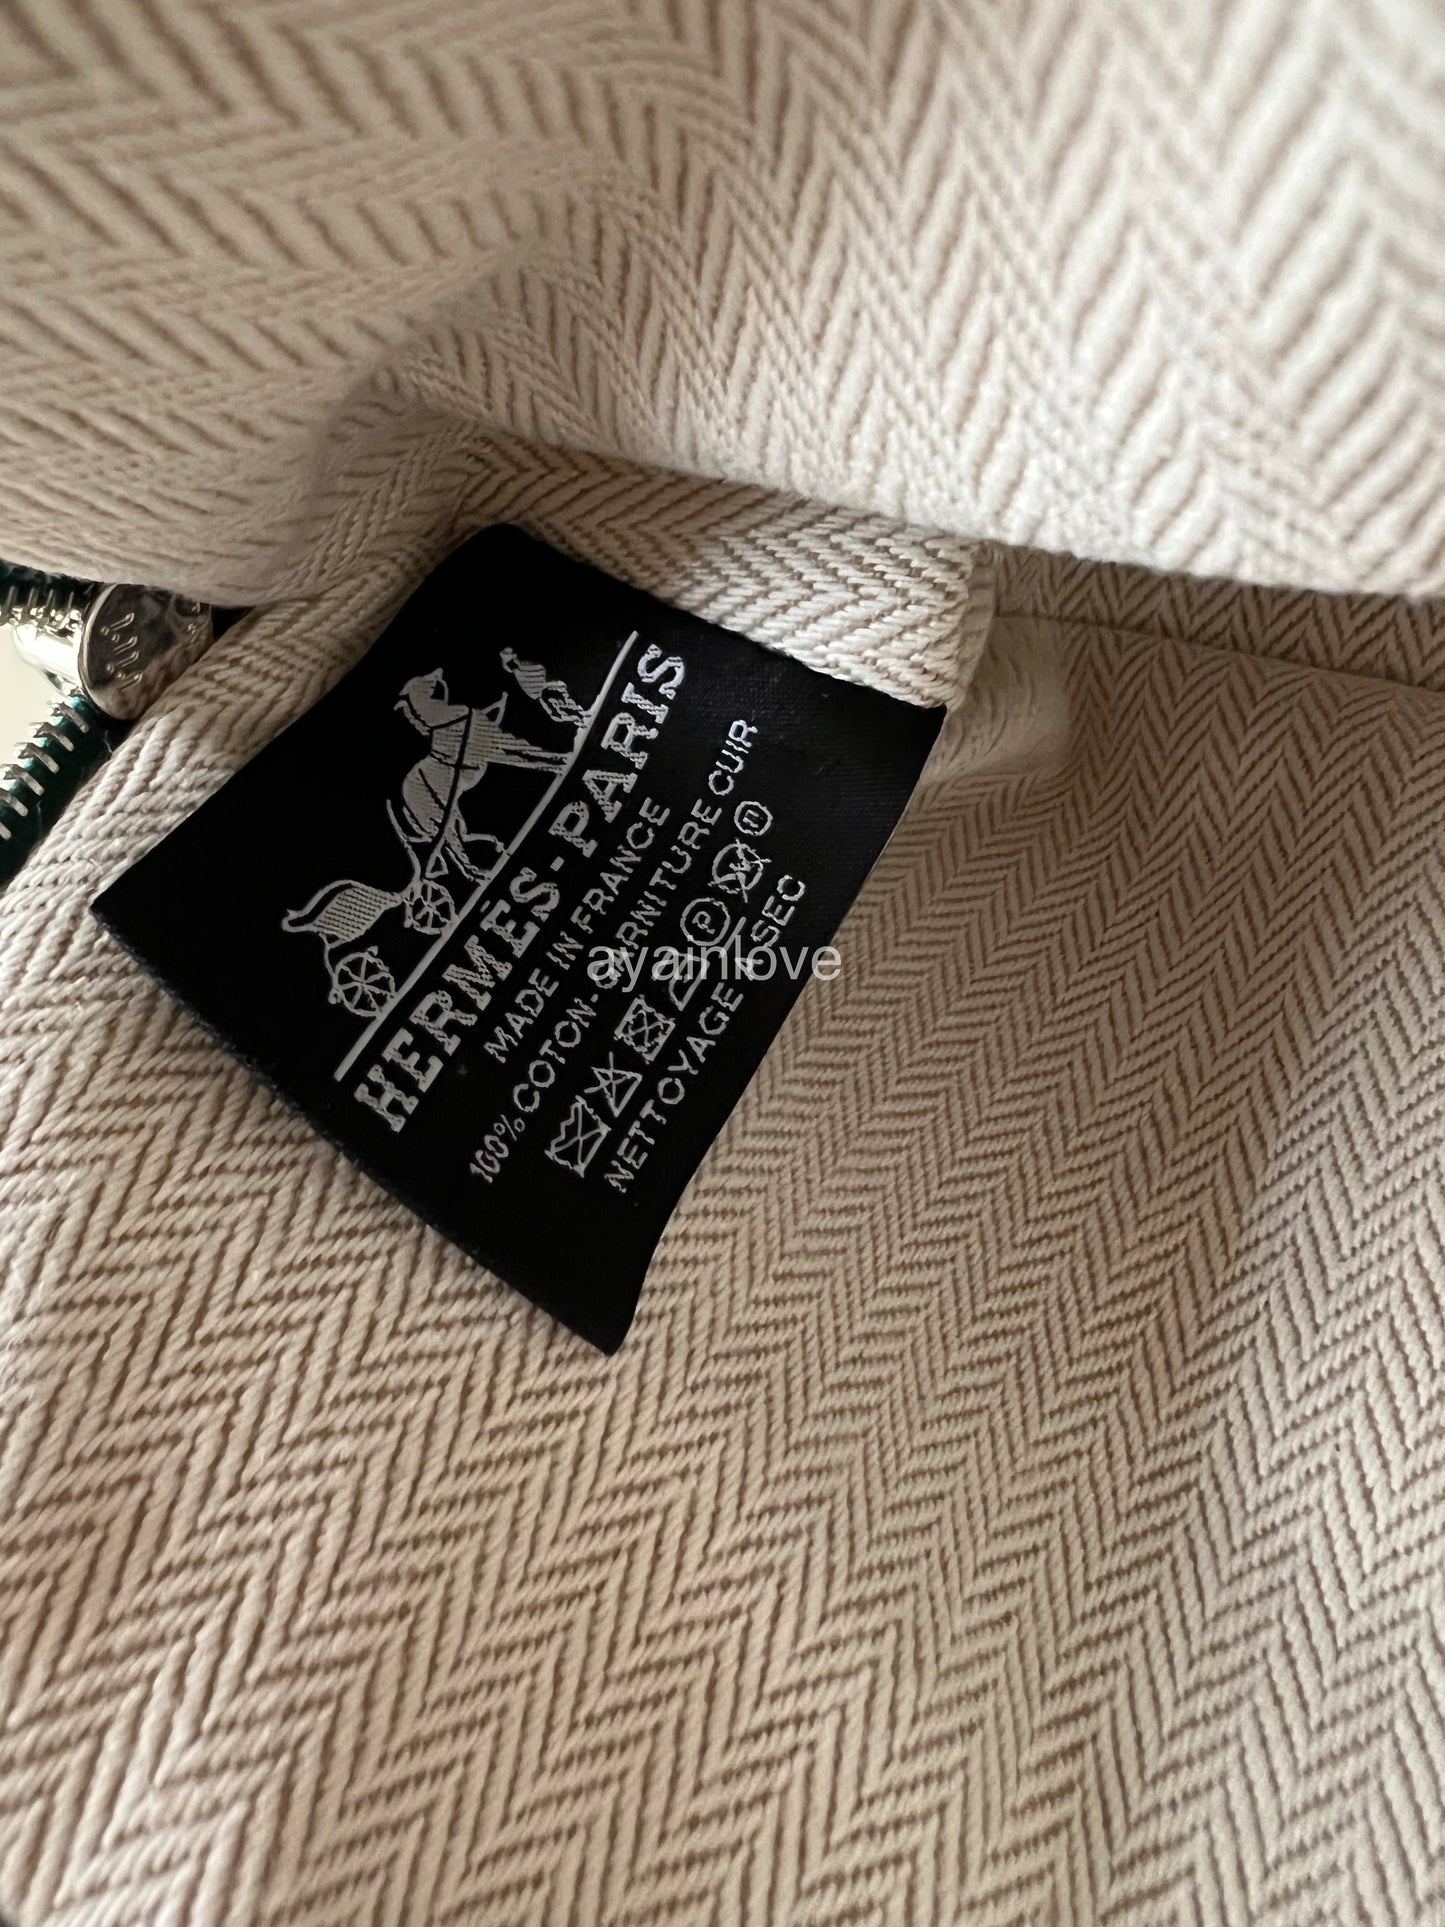 HERMÈS-PARIS
MADE IN FRANCE
100% COTON-GARNITURE CUIR
NETTOYAGE A SEC
ayainlove